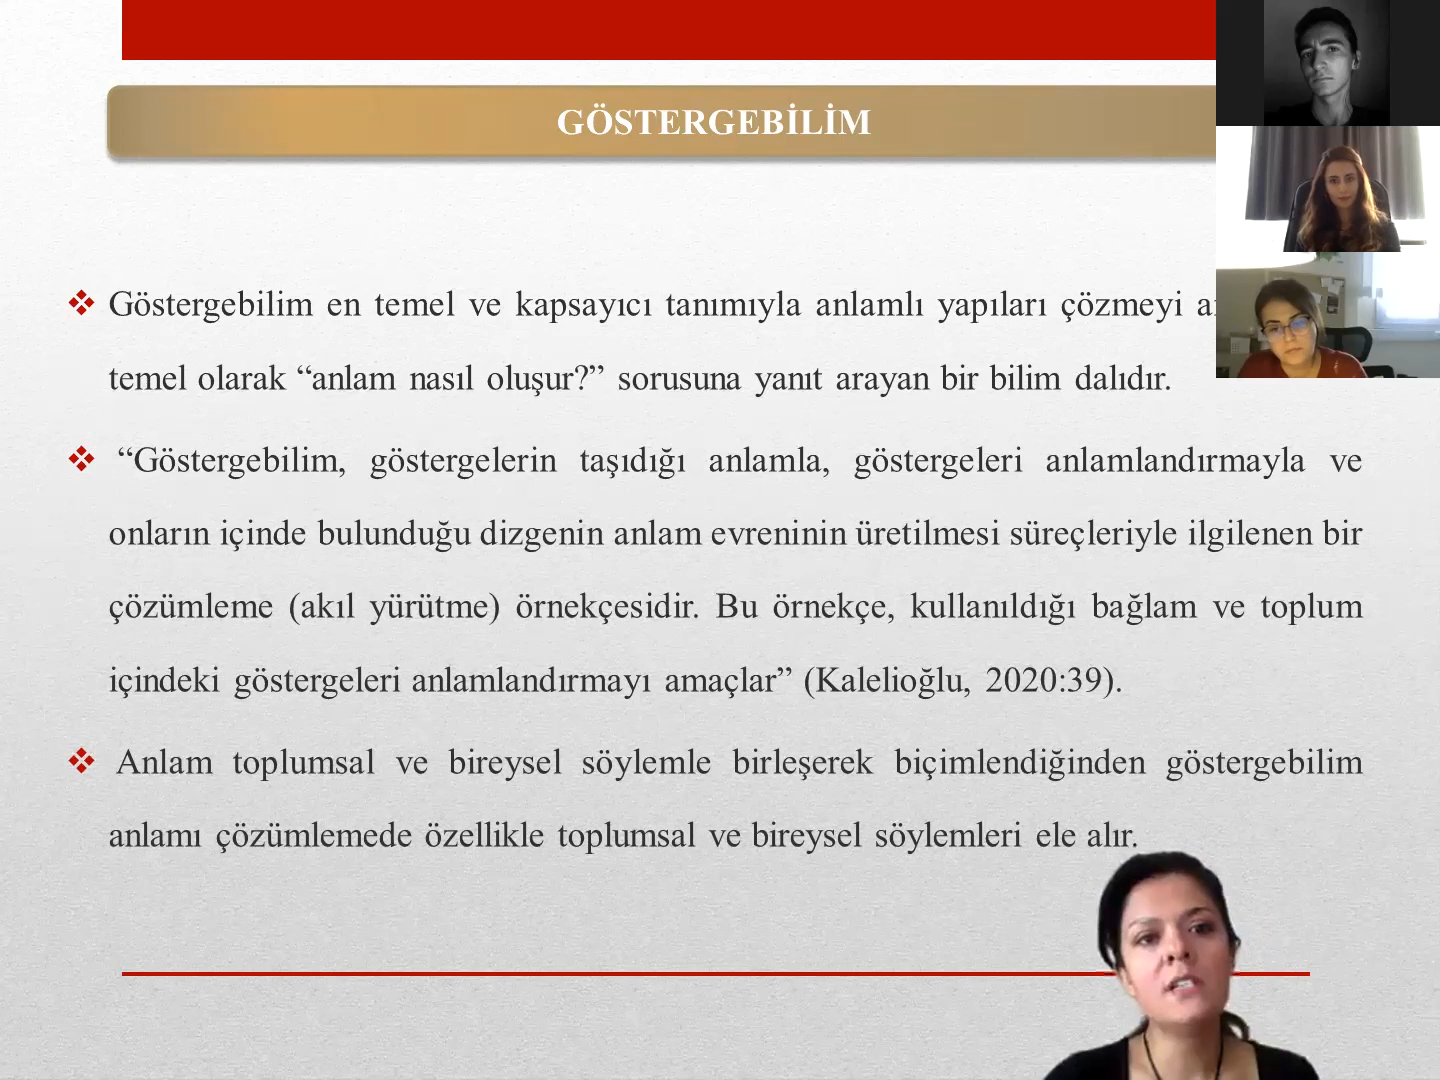 GÖSTERGEBİLİM
❖ Göstergebilim en temel ve kapsayıcı tanımıyla anlamlı yapıları çözmeyi
temel olarak “anlam nasıl oluşur?” sorusuna yanıt arayan bir bilim dalıdır.
❖ “Göstergebilim, göstergelerin taşıdığı anlamla, göstergeleri anlamlandırmayla ve
onların içinde bulunduğu dizgenin anlam evreninin üretilmesi süreçleriyle ilgilenen bir
çözümleme (akıl yürütme) örnekçesidir. Bu örnekçe, kullanıldığı bağlam ve toplum
içindeki göstergeleri anlamlandırmayı amaçlar” (Kalelioğlu, 2020:39).
❖ Anlam toplumsal ve bireysel söylemle birleşerek biçimlendiğinden göstergebilim
anlamı çözümlemede özellikle toplumsal ve bireysel söylemleri ele alır.